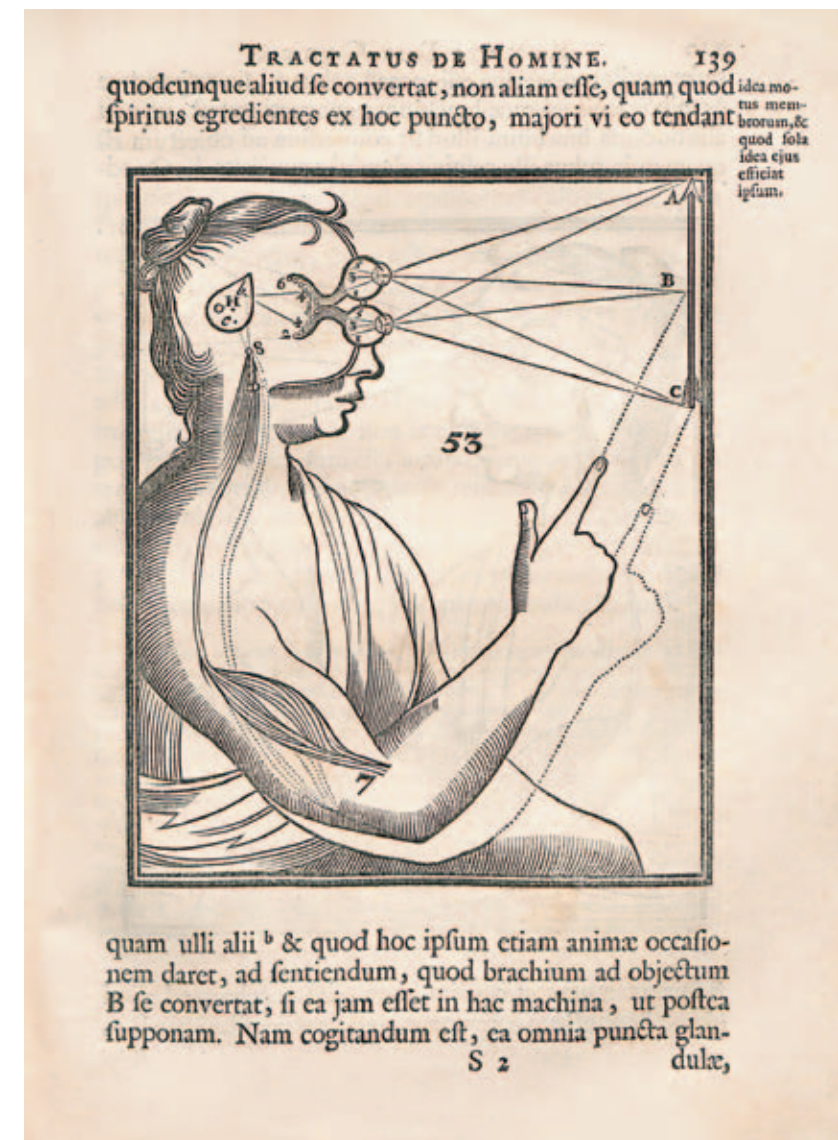 TRACTATUS DE HOMINE. 139
quodcunque aliud ſe convertat, non aliam eſſe, quam quod
ſpiritus egredientes ex hoc puncto, majori vi eo tendant
idea mo-
tus mem-
brorum, &
quod ſola
idea ejus
efficiat
ipſum.
A
B
C
6
2
H
C
S
53
7
quam ulli alii ᵇ & quod hoc ipſum etiam animæ occaſio-
nem daret, ad ſentiendum, quod brachium ad objectum
B ſe convertat, ſi ea jam eſſet in hac machina, ut poſtea
ſupponam. Nam cogitandum eſt, ea omnia puncta glan-
S 2 dulæ,